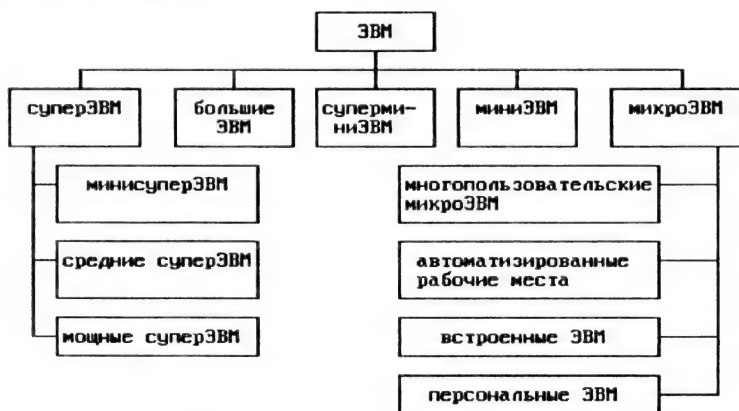 ЭВМ
суперЭВМ
большие
ЭВМ
суперми-
ниЭВМ
миниЭВМ
микроЭВМ
минисуперЭВМ
средние суперЭВМ
мощные суперЭВМ
многопользовательские
микроЭВМ
автоматизированные
рабочие места
встроенные ЭВМ
персональные ЭВМ